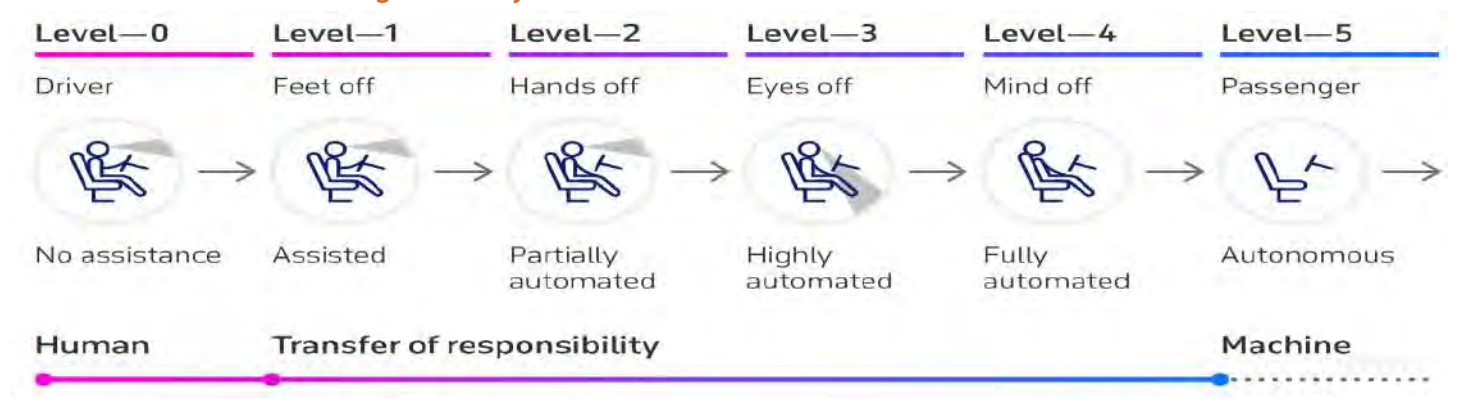 Level—0 Level—1 Level—2 Level—3 Level—4 Level—5
Driver Feet off Hands off Eyes off Mind off Passenger
No assistance Assisted Partially automated Highly automated Fully automated Autonomous
Human Transfer of responsibility Machine